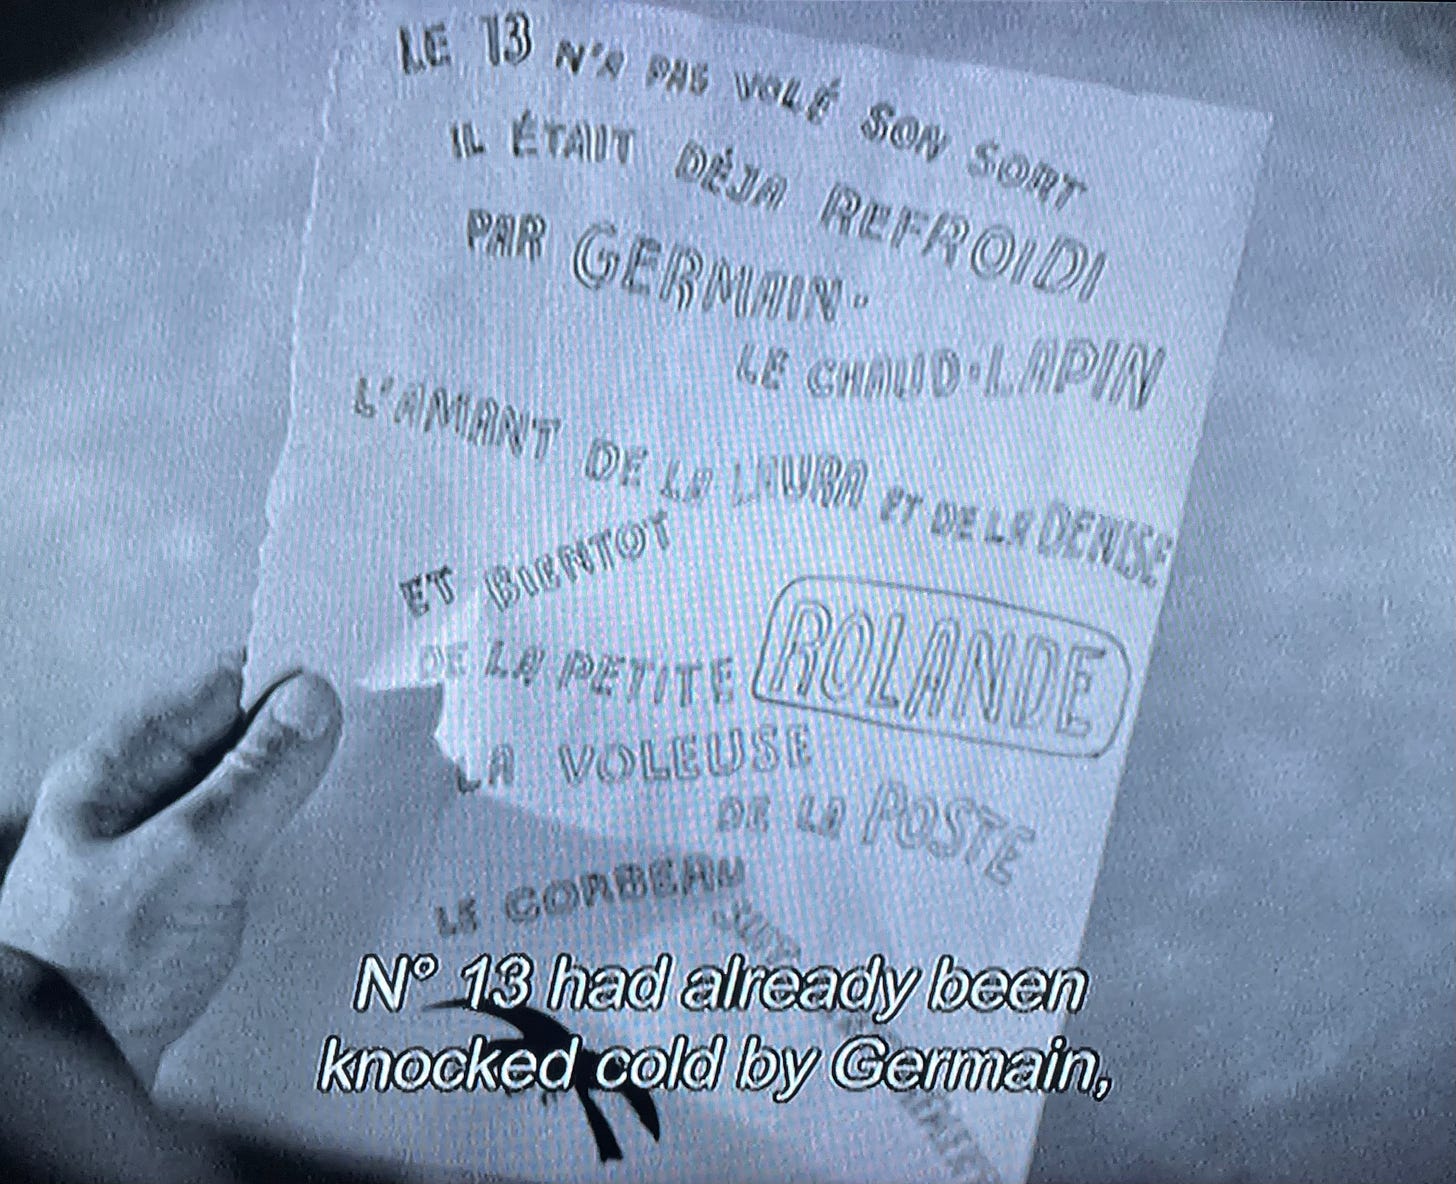 LE 13 N'A PAS VOLÉ SON SORT
IL ÉTAIT DÉJA REFROIDI
PAR GERMAIN.
LE CHAUD-LAPIN
L'AMANT DE LA LAURA ET DE LA DENISE
ET BIENTOT
DE LA PETITE ROLANDE
LA VOLEUSE
DE LA POSTE
LE CORBEAU
N° 13 had already been
knocked cold by Germain,